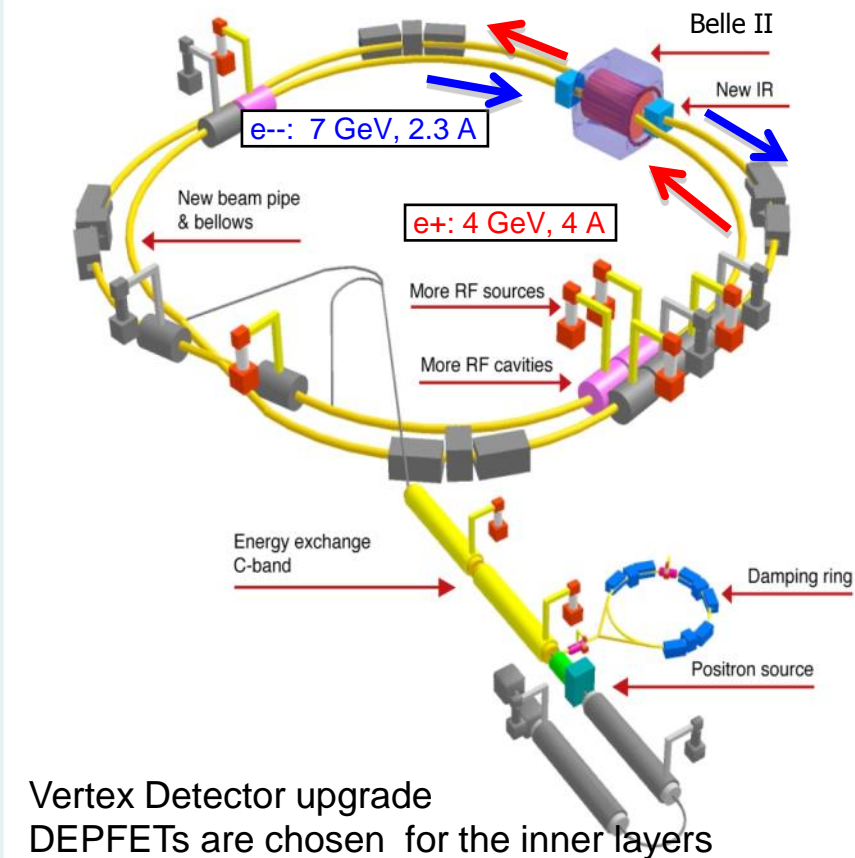 Belle II
New IR
e--: 7 GeV, 2.3 A
New beam pipe
& bellows
e+: 4 GeV, 4 A
More RF sources
More RF cavities
Energy exchange
C-band
Damping ring
Positron source
Vertex Detector upgrade
DEPFETs are chosen for the inner layers